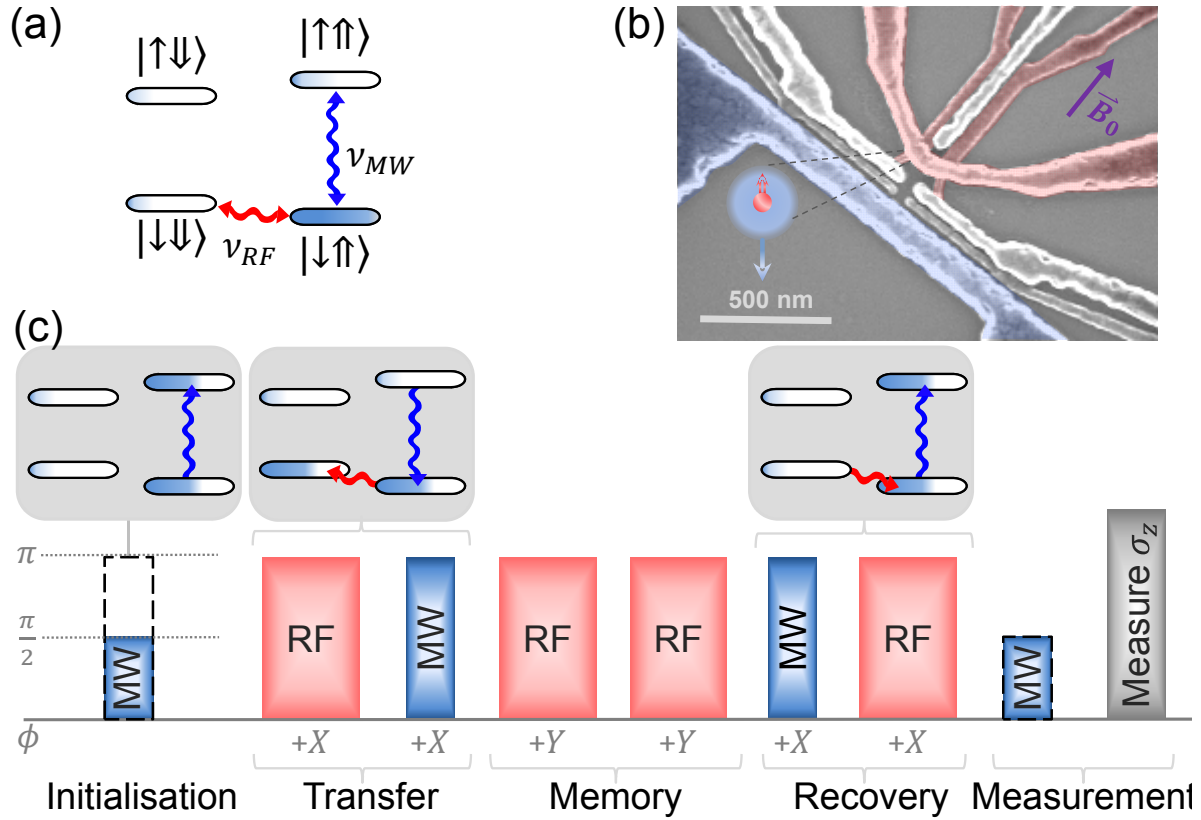 (a)
|↑⇓⟩
|↑⇑⟩
ν_MW
|↓⇓⟩
ν_RF
|↓⇑⟩
(b)
B⃗₀
500 nm
(c)
π
π/2
MW
RF
MW
RF
RF
MW
RF
MW
Measure σ_z
ϕ
+X
+X
+Y
+Y
+X
+X
Initialisation
Transfer
Memory
Recovery
Measurement